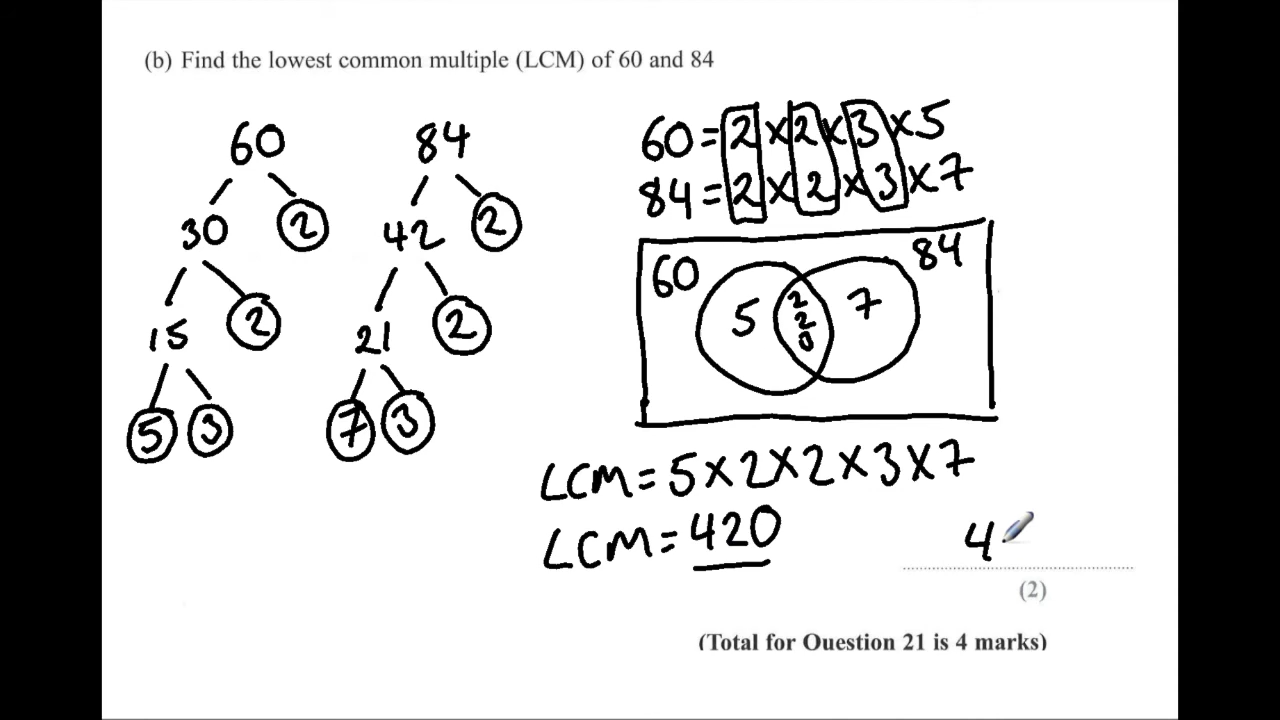 (b) Find the lowest common multiple (LCM) of 60 and 84
60
30 2
15 2
5 3
84
42 2
21 2
7 3
60=2×2×3×5
84=2×2×3×7
60 84
5 2 7
2
LCM=5×2×2×3×7
LCM=420
4
(2)
(Total for Question 21 is 4 marks)